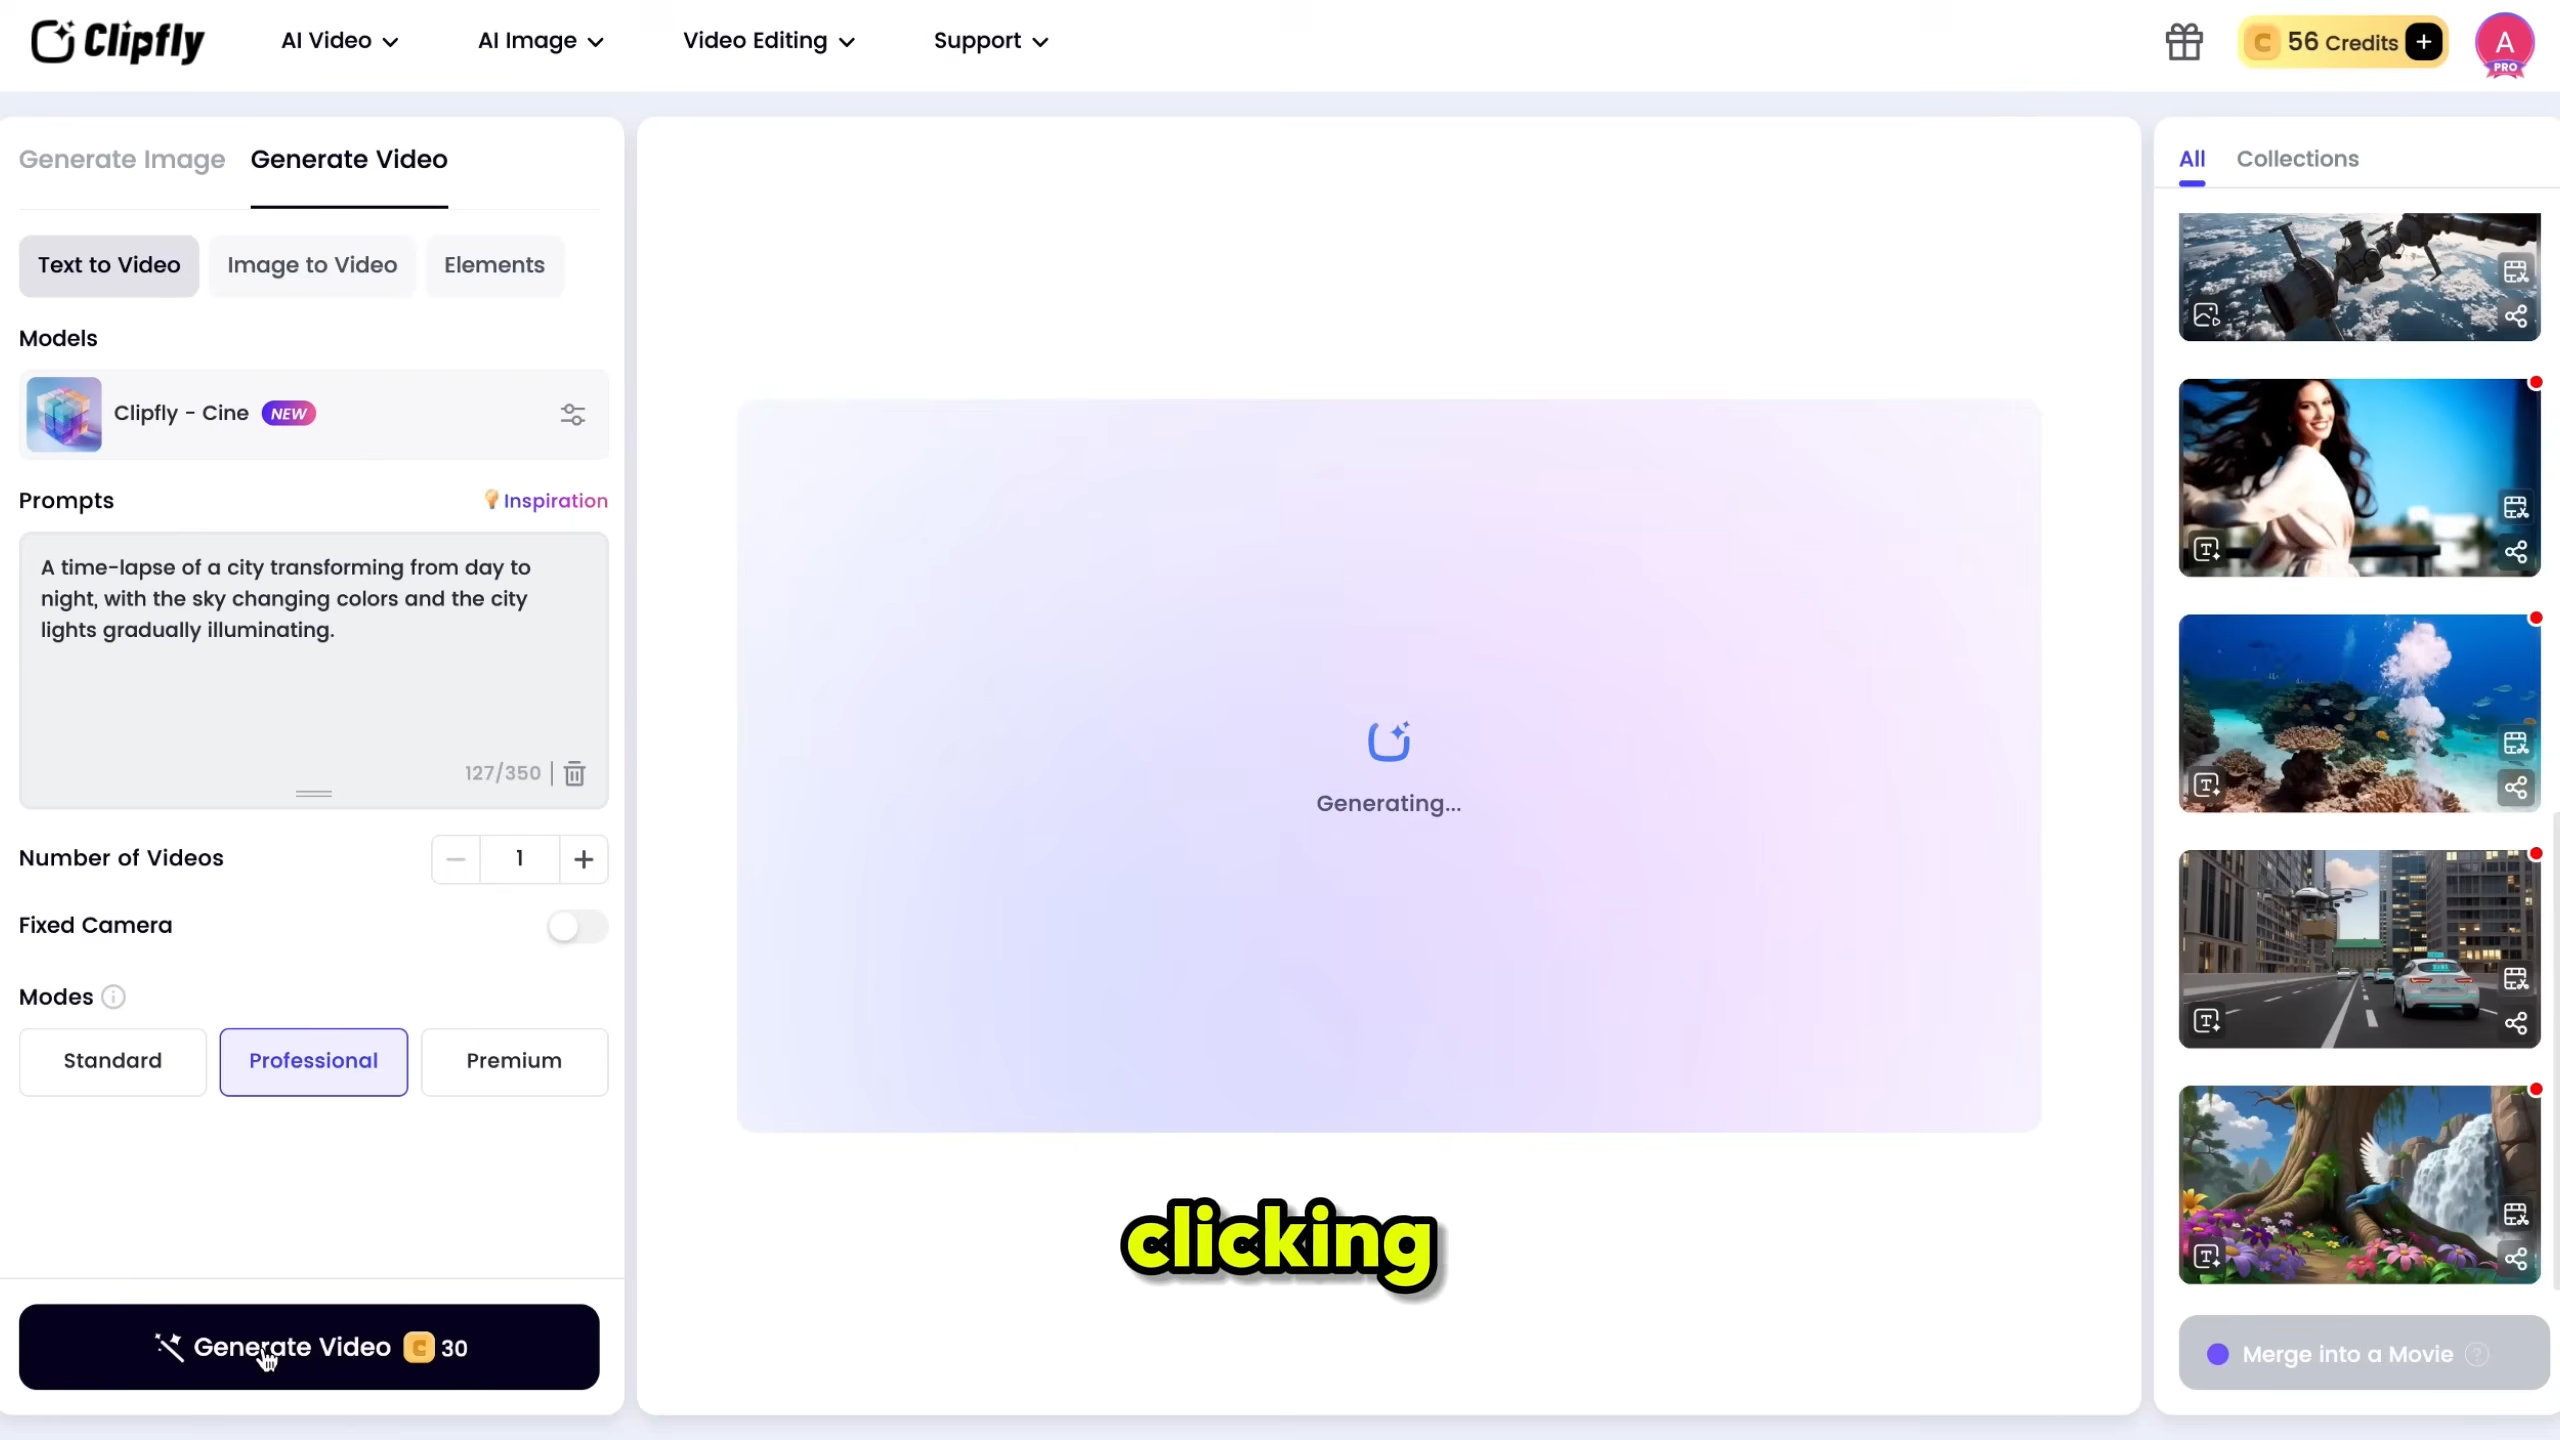 Clipfly
AI Video
AI Image
Video Editing
Support
C 56 Credits +
A
PRO
Generate Image
Generate Video
Text to Video
Image to Video
Elements
Models
Clipfly - Cine NEW
Prompts
Inspiration
A time-lapse of a city transforming from day to
night, with the sky changing colors and the city
lights gradually illuminating.
127/350
Number of Videos
1
Fixed Camera
Modes
Standard
Professional
Premium
Generate Video C 30
Generating...
clicking
All
Collections
Merge into a Movie